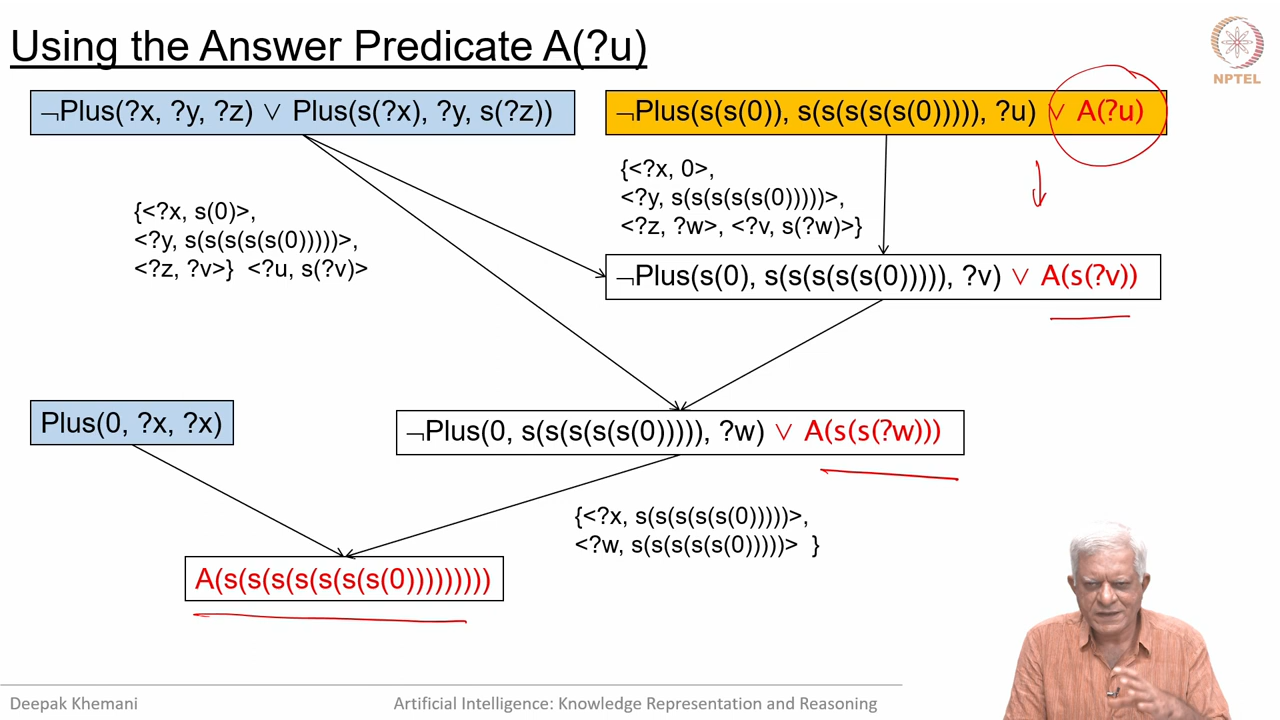 Using the Answer Predicate A(?u)
NPTEL
¬Plus(?x, ?y, ?z) ∨ Plus(s(?x), ?y, s(?z))
¬Plus(s(s(0)), s(s(s(s(s(0))))), ?u) ∨ A(?u)
{<?x, 0>,
<?y, s(s(s(s(s(0)))))>,
<?z, ?w>, <?v, s(?w)>}
{<?x, s(0)>,
<?y, s(s(s(s(s(0)))))>,
<?z, ?v>} <?u, s(?v)>
¬Plus(s(0), s(s(s(s(s(0))))), ?v) ∨ A(s(?v))
Plus(0, ?x, ?x)
¬Plus(0, s(s(s(s(s(0))))), ?w) ∨ A(s(s(?w)))
{<?x, s(s(s(s(s(0)))))>,
<?w, s(s(s(s(s(0)))))> }
A(s(s(s(s(s(s(s(0)))))))))
Deepak Khemani
Artificial Intelligence: Knowledge Representation and Reasoning